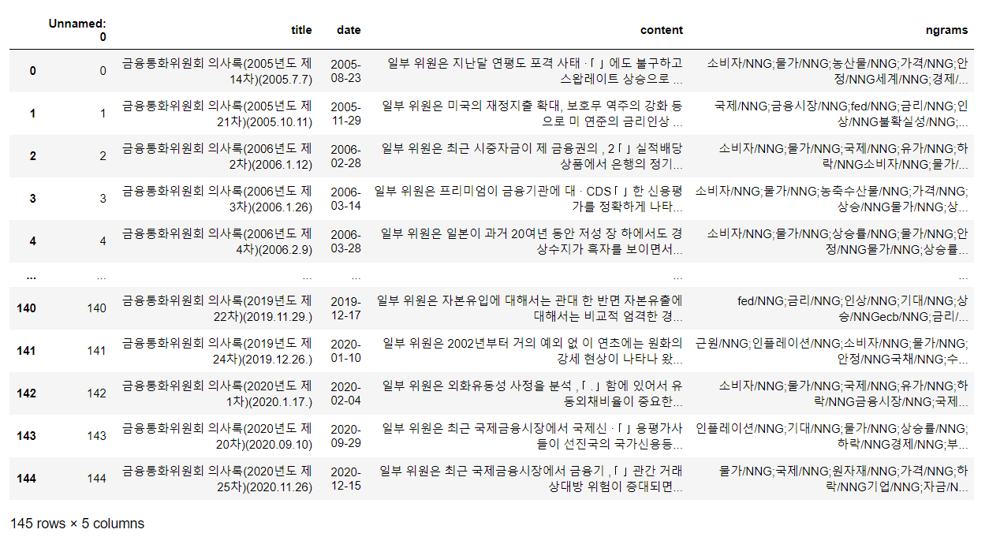 Unnamed: 0 title date content ngrams
0 0 금융통화위원회 의사록(2005년도 제 2005- 일부 위원은 지난달 연평도 포격 사태 · ｢ ｣ 에도 불구하고 소비자/NNG;물가/NNG;농산물/NNG;가격/NNG;안
14차)(2005.7.7) 08-23 스왑레이트 상승으로 ... 정/NNG세계/NNG;경제/...
1 1 금융통화위원회 의사록(2005년도 제 2005- 일부 위원은 미국의 재정지출 확대, 보호무 역주의 강화 등 국제/NNG;금융시장/NNG;fed/NNG;금리/NNG;인
21차)(2005.10.11) 11-29 으로 미 연준의 금리인상 ... 상/NNG불확실성/NNG;...
2 2 금융통화위원회 의사록(2006년도 제 2006- 일부 위원은 최근 시중자금이 제 금융권의 , 2 ｢ ｣ 실적배당 소비자/NNG;물가/NNG;국제/NNG;유가/NNG;하
2차)(2006.1.12) 02-28 상품에서 은행의 정기... 락/NNG소비자/NNG;물가/...
3 3 금융통화위원회 의사록(2006년도 제 2006- 일부 위원은 프리미엄이 금융기관에 대 · CDS ｢ ｣ 한 신용평 소비자/NNG;물가/NNG;농축수산물/NNG;가격/NNG;
3차)(2006.1.26) 03-14 가를 정확하게 나타... 상승/NNG물가/NNG;상...
4 4 금융통화위원회 의사록(2006년도 제 2006- 일부 위원은 일본이 과거 20여년 동안 저성 장 하에서도 경 소비자/NNG;물가/NNG;상승률/NNG;물가/NNG;안
4차)(2006.2.9) 03-28 상수지가 흑자를 보이면서... 정/NNG물가/NNG;상승률...
... ... ... ... ... ...
140 140 금융통화위원회 의사록(2019년도 제 2019- 일부 위원은 자본유입에 대해서는 관대 한 반면 자본유출에 fed/NNG;금리/NNG;인상/NNG;기대/NNG;상
22차)(2019.11.29.) 12-17 대해서는 비교적 엄격한 경... 승/NNGecb/NNG;금리/...
141 141 금융통화위원회 의사록(2019년도 제 2020- 일부 위원은 2002년부터 거의 예외 없 이 연초에는 원화의 근원/NNG;인플레이션/NNG;소비자/NNG;물가/NNG;
24차)(2019.12.26.) 01-10 강세 현상이 나타나 왔... 안정/NNG국채/NNG;수...
142 142 금융통화위원회 의사록(2020년도 제 2020- 일부 위원은 외화유동성 사정을 분석 , ｢ . ｣ 함에 있어서 유 소비자/NNG;물가/NNG;국제/NNG;유가/NNG;하
1차)(2020.1.17.) 02-04 동외채비율이 중요한... 락/NNG금융시장/NNG;국제...
143 143 금융통화위원회 의사록(2020년도 제 2020- 일부 위원은 최근 국제금융시장에서 국제신 · ｢ ｣ 용평가사 인플레이션/NNG;기대/NNG;물가/NNG;상승률/NNG;
20차)(2020.09.10) 09-29 들이 선진국의 국가신용등... 하락/NNG경제/NNG;부...
144 144 금융통화위원회 의사록(2020년도 제 2020- 일부 위원은 최근 국제금융시장에서 금융기 , ｢ ｣ 관간 거래 물가/NNG;국제/NNG;원자재/NNG;가격/NNG;하
25차)(2020.11.26) 12-15 상대방 위험이 증대되면... 락/NNG기업/NNG;자금/N...
145 rows × 5 columns